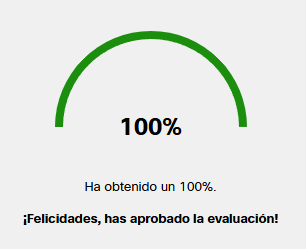 100%
Ha obtenido un 100%.
¡Felicidades, has aprobado la evaluación!